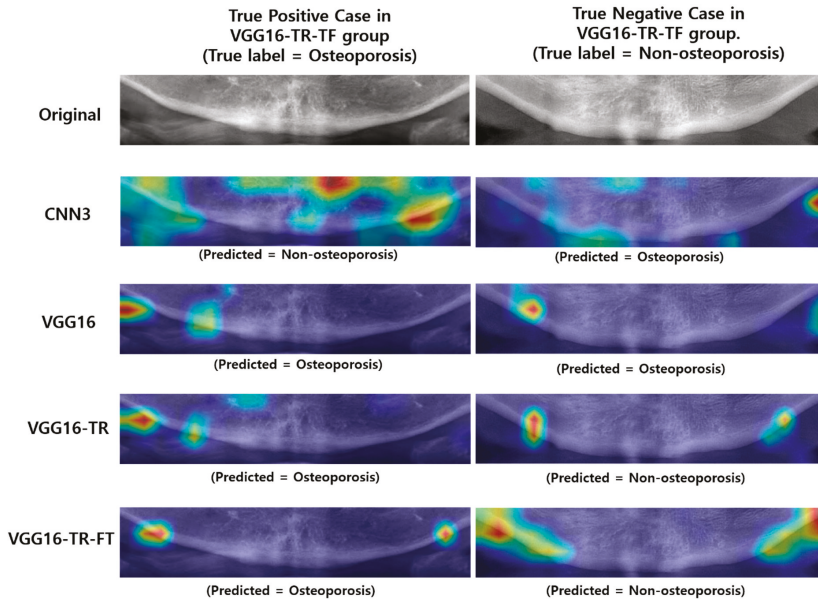 True Positive Case in
VGG16-TR-TF group
(True label = Osteoporosis)
True Negative Case in
VGG16-TR-TF group.
(True label = Non-osteoporosis)
Original
CNN3
(Predicted = Non-osteoporosis)
(Predicted = Osteoporosis)
VGG16
(Predicted = Osteoporosis)
(Predicted = Osteoporosis)
VGG16-TR
(Predicted = Osteoporosis)
(Predicted = Non-osteoporosis)
VGG16-TR-FT
(Predicted = Osteoporosis)
(Predicted = Non-osteoporosis)